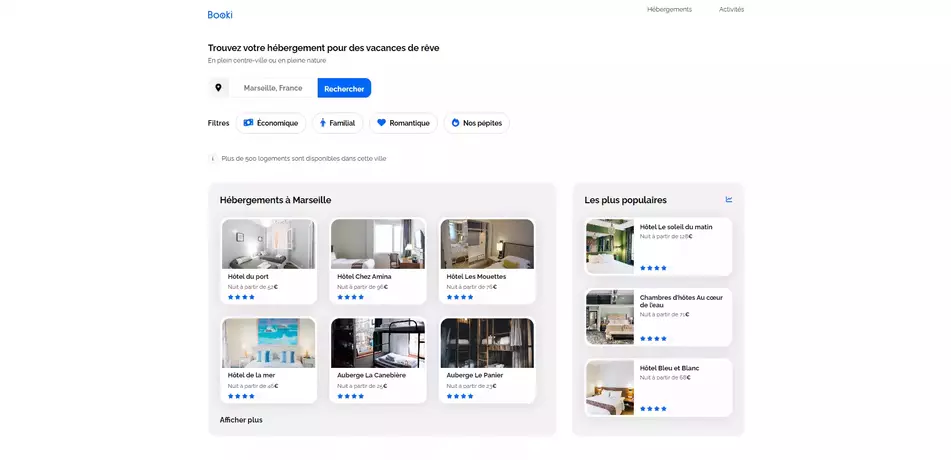 Booki
Hébergements
Activités
Trouvez votre hébergement pour des vacances de rêve
En plein centre-ville ou en pleine nature
Marseille, France
Rechercher
Filtres
Économique
Familial
Romantique
Nos pépites
i
Plus de 500 logements sont disponibles dans cette ville
Hébergements à Marseille
Hôtel du port
Nuit à partir de 52€
Hôtel Chez Amina
Nuit à partir de 96€
Hôtel Les Mouettes
Nuit à partir de 76€
Hôtel de la mer
Nuit à partir de 46€
Auberge La Canebière
Nuit à partir de 25€
Auberge Le Panier
Nuit à partir de 23€
Afficher plus
Les plus populaires
Hôtel Le soleil du matin
Nuit à partir de 128€
Chambres d'hôtes Au cœur
de l'eau
Nuit à partir de 71€
Hôtel Bleu et Blanc
Nuit à partir de 68€